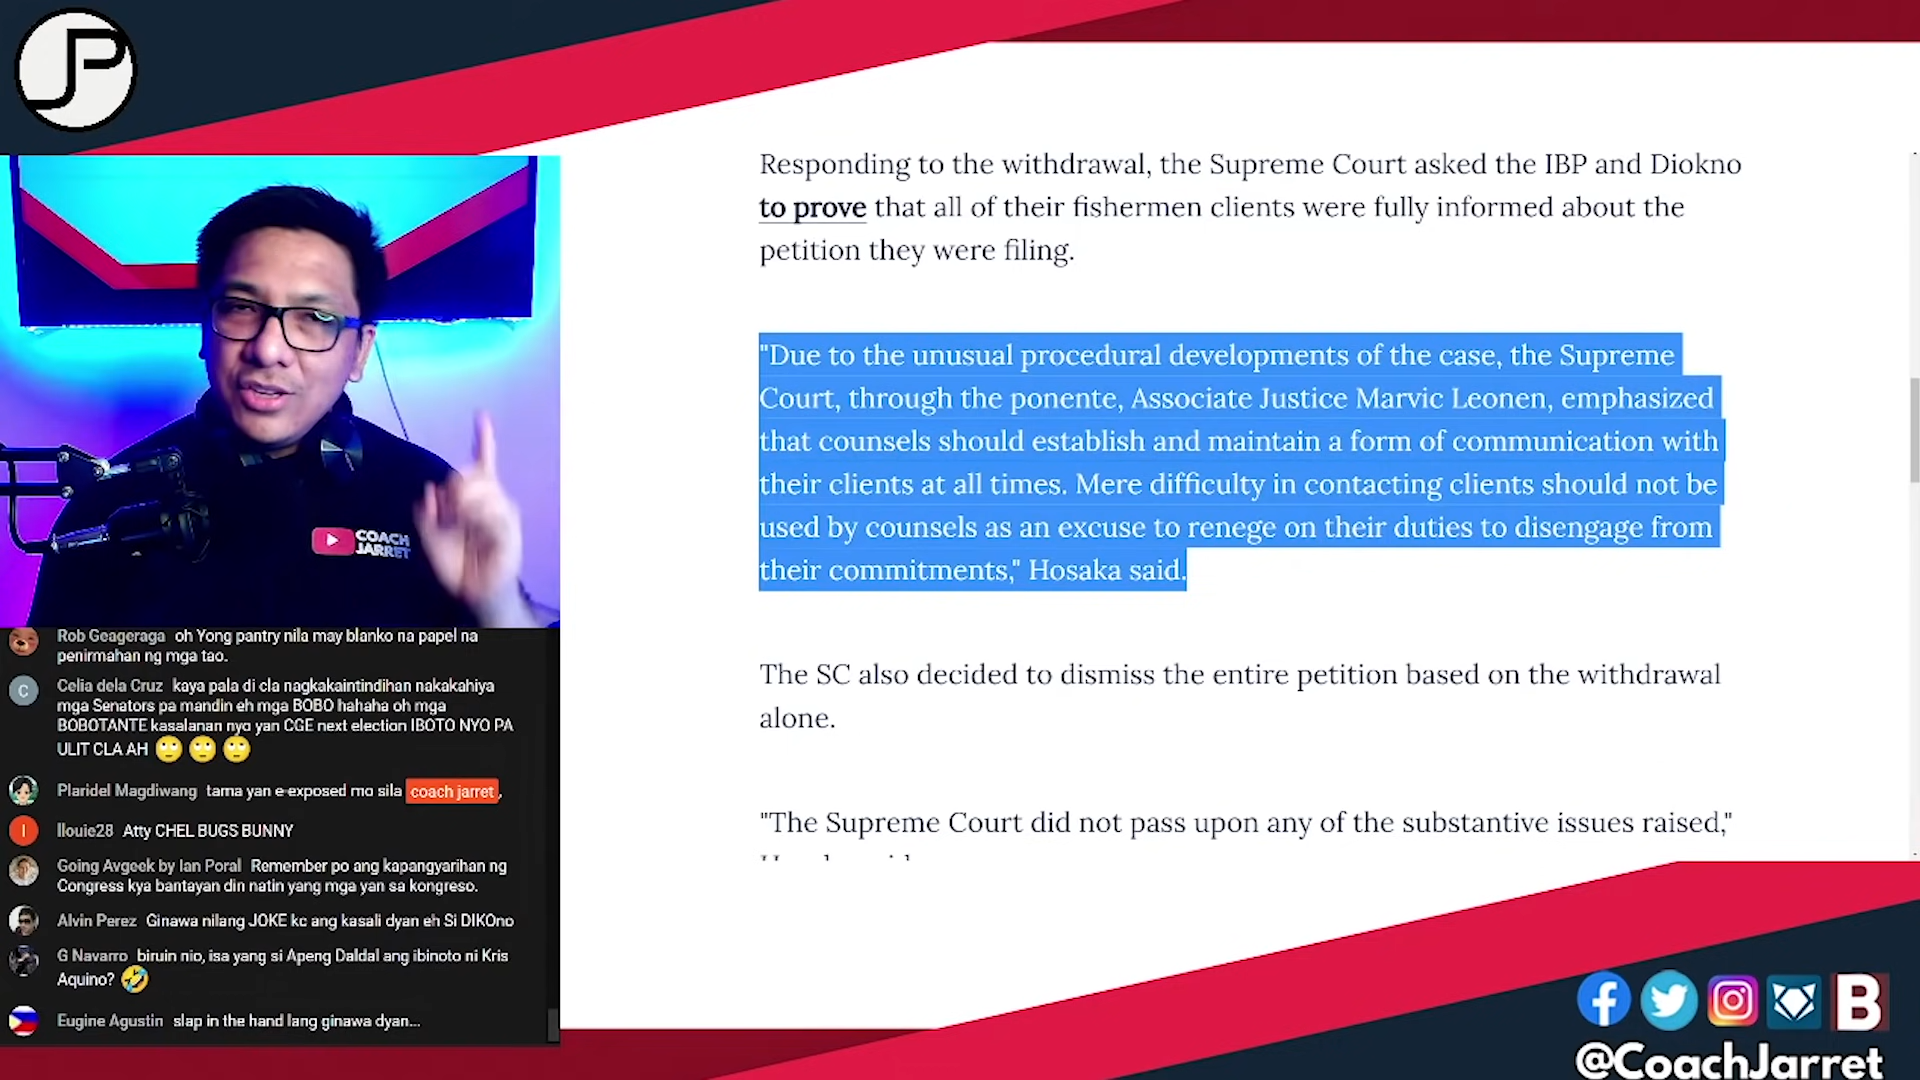 JP
Responding to the withdrawal, the Supreme Court asked the IBP and Diokno
to prove that all of their fishermen clients were fully informed about the
petition they were filing.
"Due to the unusual procedural developments of the case, the Supreme
Court, through the ponente, Associate Justice Marvic Leonen, emphasized
that counsels should establish and maintain a form of communication with
their clients at all times. Mere difficulty in contacting clients should not be
used by counsels as an excuse to renege on their duties to disengage from
their commitments," Hosaka said.
The SC also decided to dismiss the entire petition based on the withdrawal
alone.
"The Supreme Court did not pass upon any of the substantive issues raised,"
COACH
JARRET
Rob Geageraga oh Yong pantry nila may blanko na papel na
penirmahan ng mga tao.
C
Celia dela Cruz kaya pala di cla nagkakaintindihan nakakahiya
mga Senators pa mandin eh mga BOBO hahaha oh mga
BOBOTANTE kasalanan nyo yan CGE next election IBOTO NYO PA
ULIT CLA AH 🙄 🙄 🙄
Plaridel Magdiwang tama yan e-exposed mo sila coach jarret,
I
llouie28 Atty CHEL BUGS BUNNY
Going Avgeek by Ian Poral Remember po ang kapangyarihan ng
Congress kya bantayan din natin yang mga yan sa kongreso.
Alvin Perez Ginawa nilang JOKE kc ang kasali dyan eh Si DIKOno
G Navarro biruin nio, isa yang si Apeng Daldal ang ibinoto ni Kris
Aquino? 🤣
Eugine Agustin slap in the hand lang ginawa dyan...
B
@CoachJarret